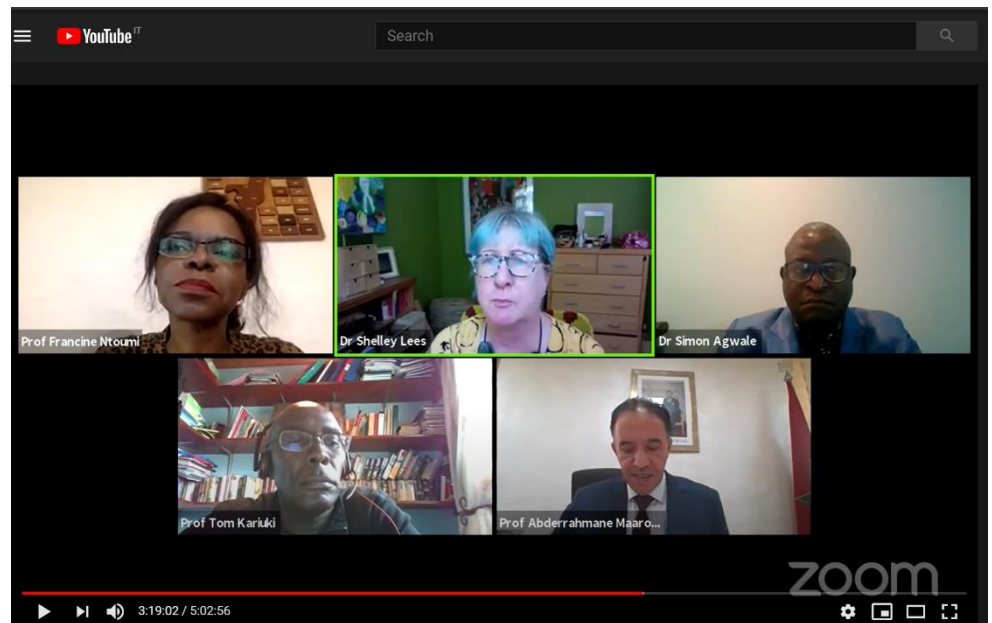 YouTube IT
Search
Prof Francine Ntoumi
Dr Shelley Lees
Dr Simon Agwale
Prof Tom Kariuki
Prof Abderrahmane Maaro...
zoom
3:19:02 / 5:02:56